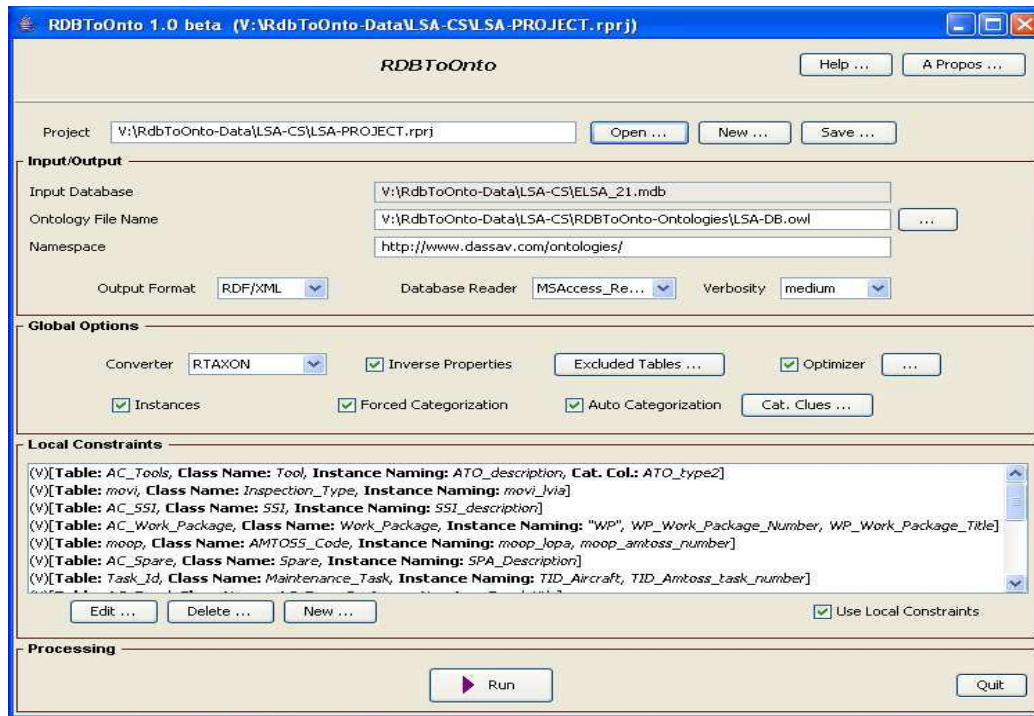 RDBToOnto 1.0 beta (V:\RdbToOnto-Data\LSA-CS\LSA-PROJECT.rprj)
RDBToOnto
Help ...
A Propos ...
Project V:\RdbToOnto-Data\LSA-CS\LSA-PROJECT.rprj Open ... New ... Save ...
Input/Output
Input Database V:\RdbToOnto-Data\LSA-CS\ELSA_21.mdb
Ontology File Name V:\RdbToOnto-Data\LSA-CS\RDBToOnto-Ontologies\LSA-DB.owl ...
Namespace http://www.dassav.com/ontologies/
Output Format RDF/XML Database Reader MSAccess_Re... Verbosity medium
Global Options
Converter RTAXON Inverse Properties Excluded Tables ... Optimizer ...
Instances Forced Categorization Auto Categorization Cat. Clues ...
Local Constraints
(V)[Table: AC_Tools, Class Name: Tool, Instance Naming: ATO_description, Cat. Col.: ATO_type2]
(V)[Table: movi, Class Name: Inspection_Type, Instance Naming: movi_lvia]
(V)[Table: AC_SSI, Class Name: SSI, Instance Naming: SSI_description]
(V)[Table: AC_Work_Package, Class Name: Work_Package, Instance Naming: "WP", WP_Work_Package_Number, WP_Work_Package_Title]
(V)[Table: moop, Class Name: AMTOSS_Code, Instance Naming: moop_lopa, moop_amtoss_number]
(V)[Table: AC_Spare, Class Name: Spare, Instance Naming: SPA_Description]
(V)[Table: Task_Id, Class Name: Maintenance_Task, Instance Naming: TID_Aircraft, TID_Amtoss_task_number]
Edit ... Delete ... New ... Use Local Constraints
Processing
Run
Quit